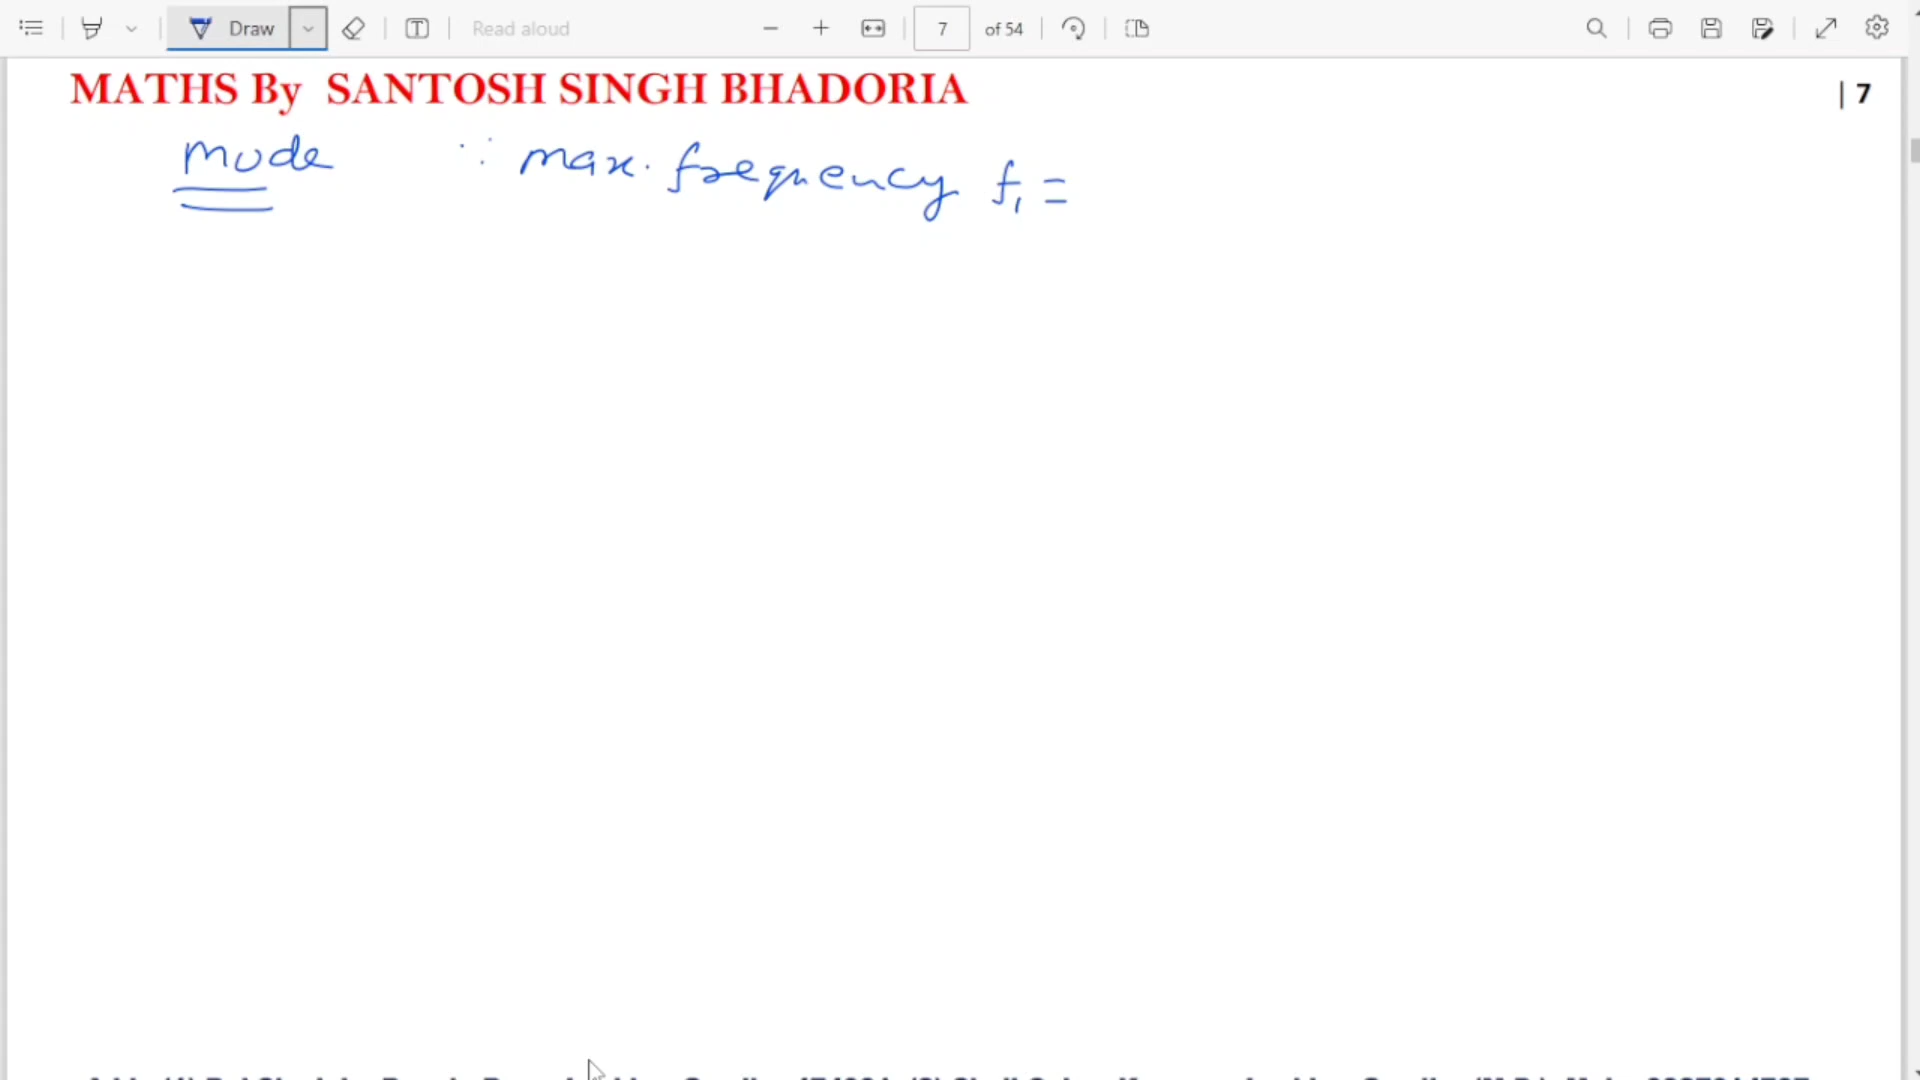 Draw
Read aloud
7
of 54
MATHS By SANTOSH SINGH BHADORIA
| 7
Mode ∵ max. frequency f₁ =